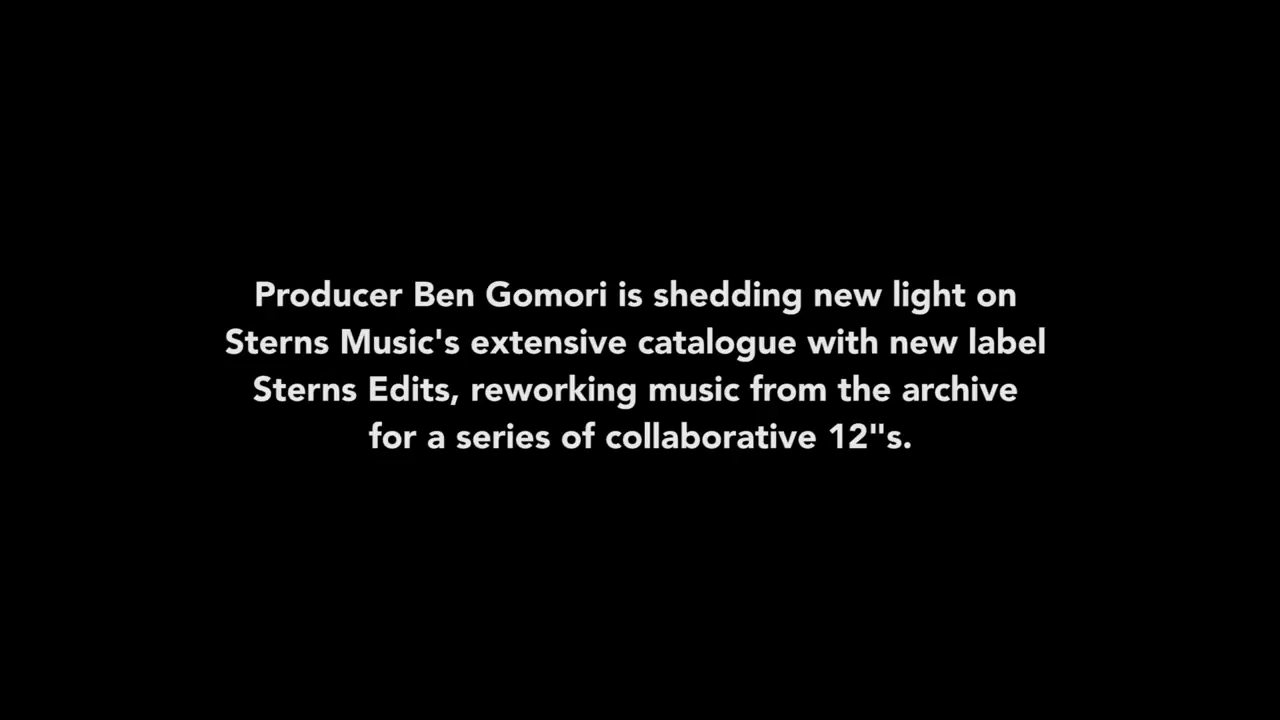 Producer Ben Gomori is shedding new light on
Sterns Music's extensive catalogue with new label
Sterns Edits, reworking music from the archive
for a series of collaborative 12"s.